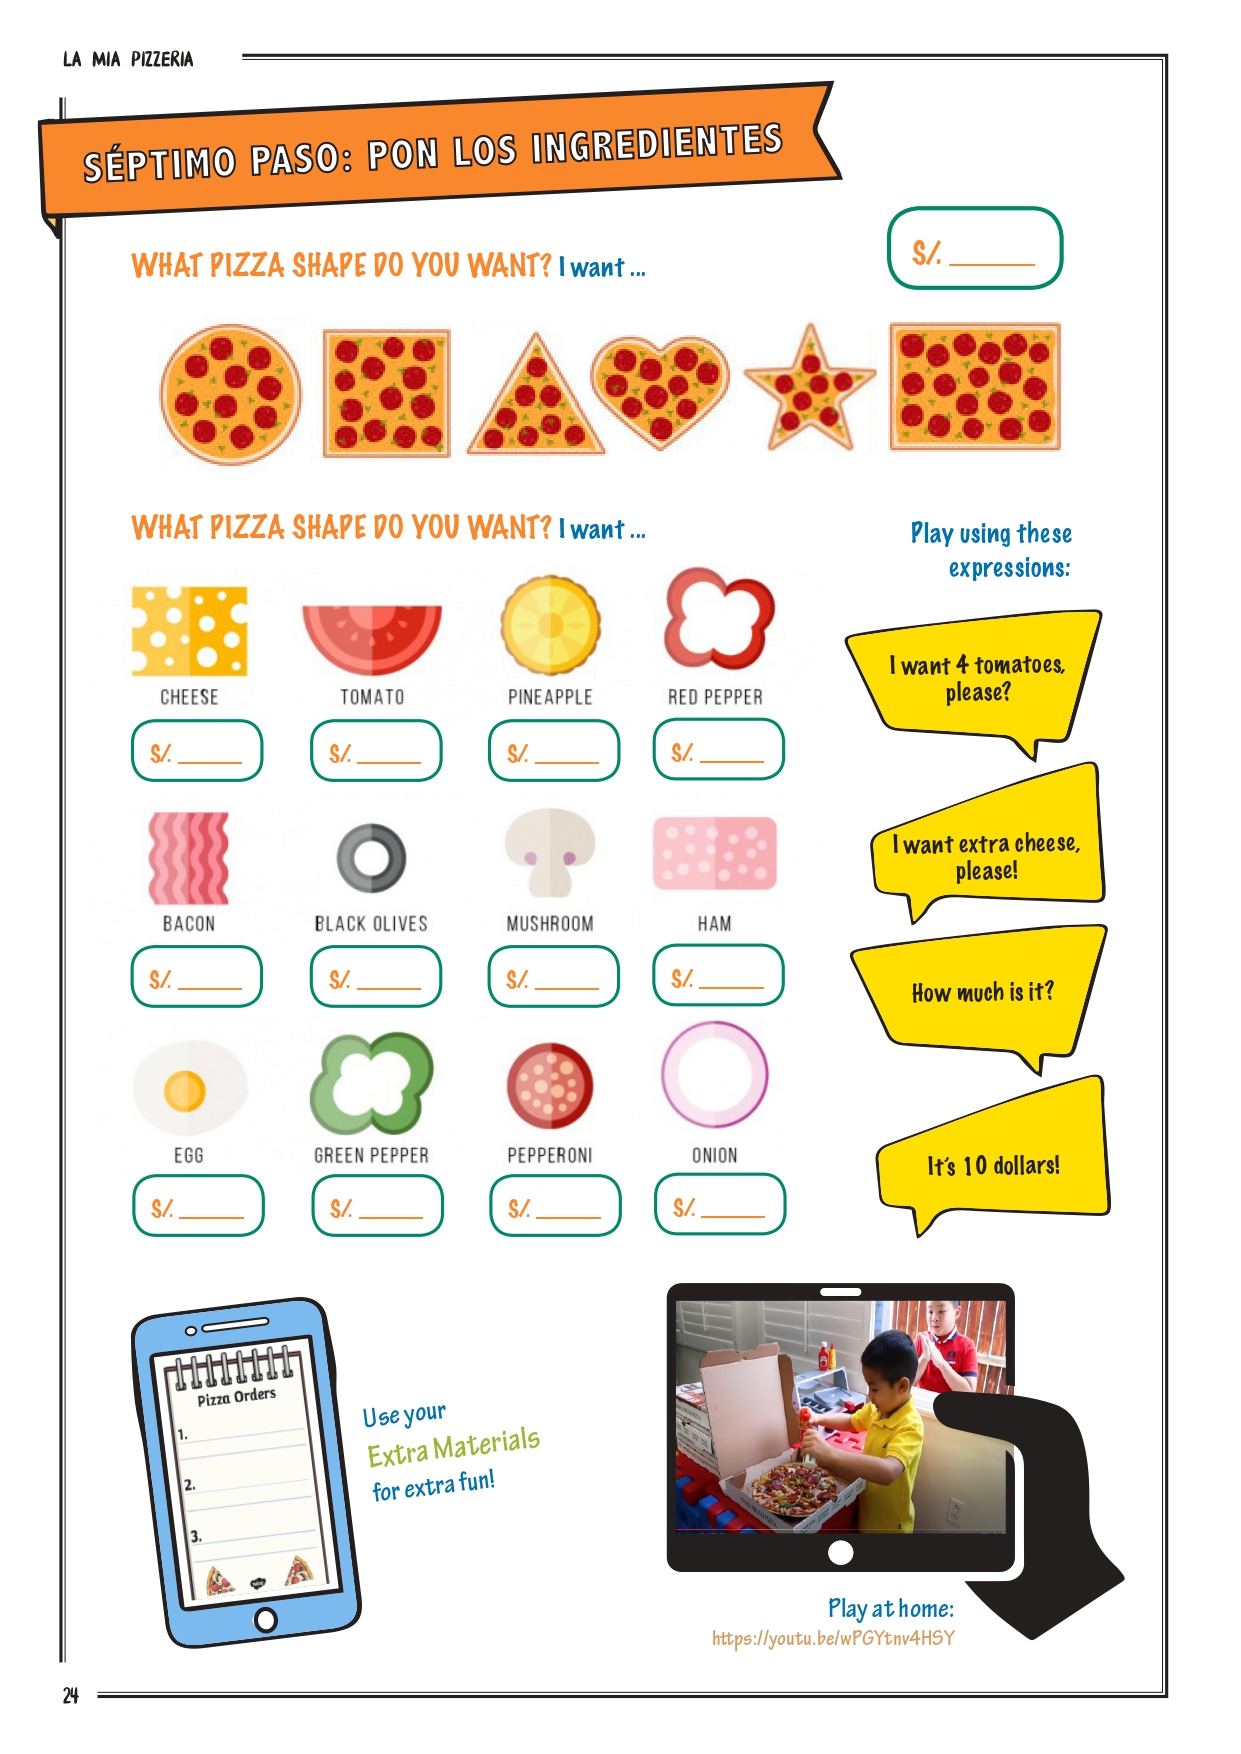 LA MIA PIZZERIA
SÉPTIMO PASO: PON LOS INGREDIENTES
WHAT PIZZA SHAPE DO YOU WANT? I want ...
S/. ______
WHAT PIZZA SHAPE DO YOU WANT? I want ...
Play using these
expressions:
CHEESE
TOMATO
PINEAPPLE
RED PEPPER
S/. ______
S/. ______
S/. ______
S/. ______
I want 4 tomatoes,
please?
I want extra cheese,
please!
BACON
BLACK OLIVES
MUSHROOM
HAM
S/. ______
S/. ______
S/. ______
S/. ______
How much is it?
It's 10 dollars!
EGG
GREEN PEPPER
PEPPERONI
ONION
S/. ______
S/. ______
S/. ______
S/. ______
Pizza Orders
1.
2.
3.
Use your
Extra Materials
for extra fun!
Play at home:
https://youtu.be/wPGYtnv4HSY
24